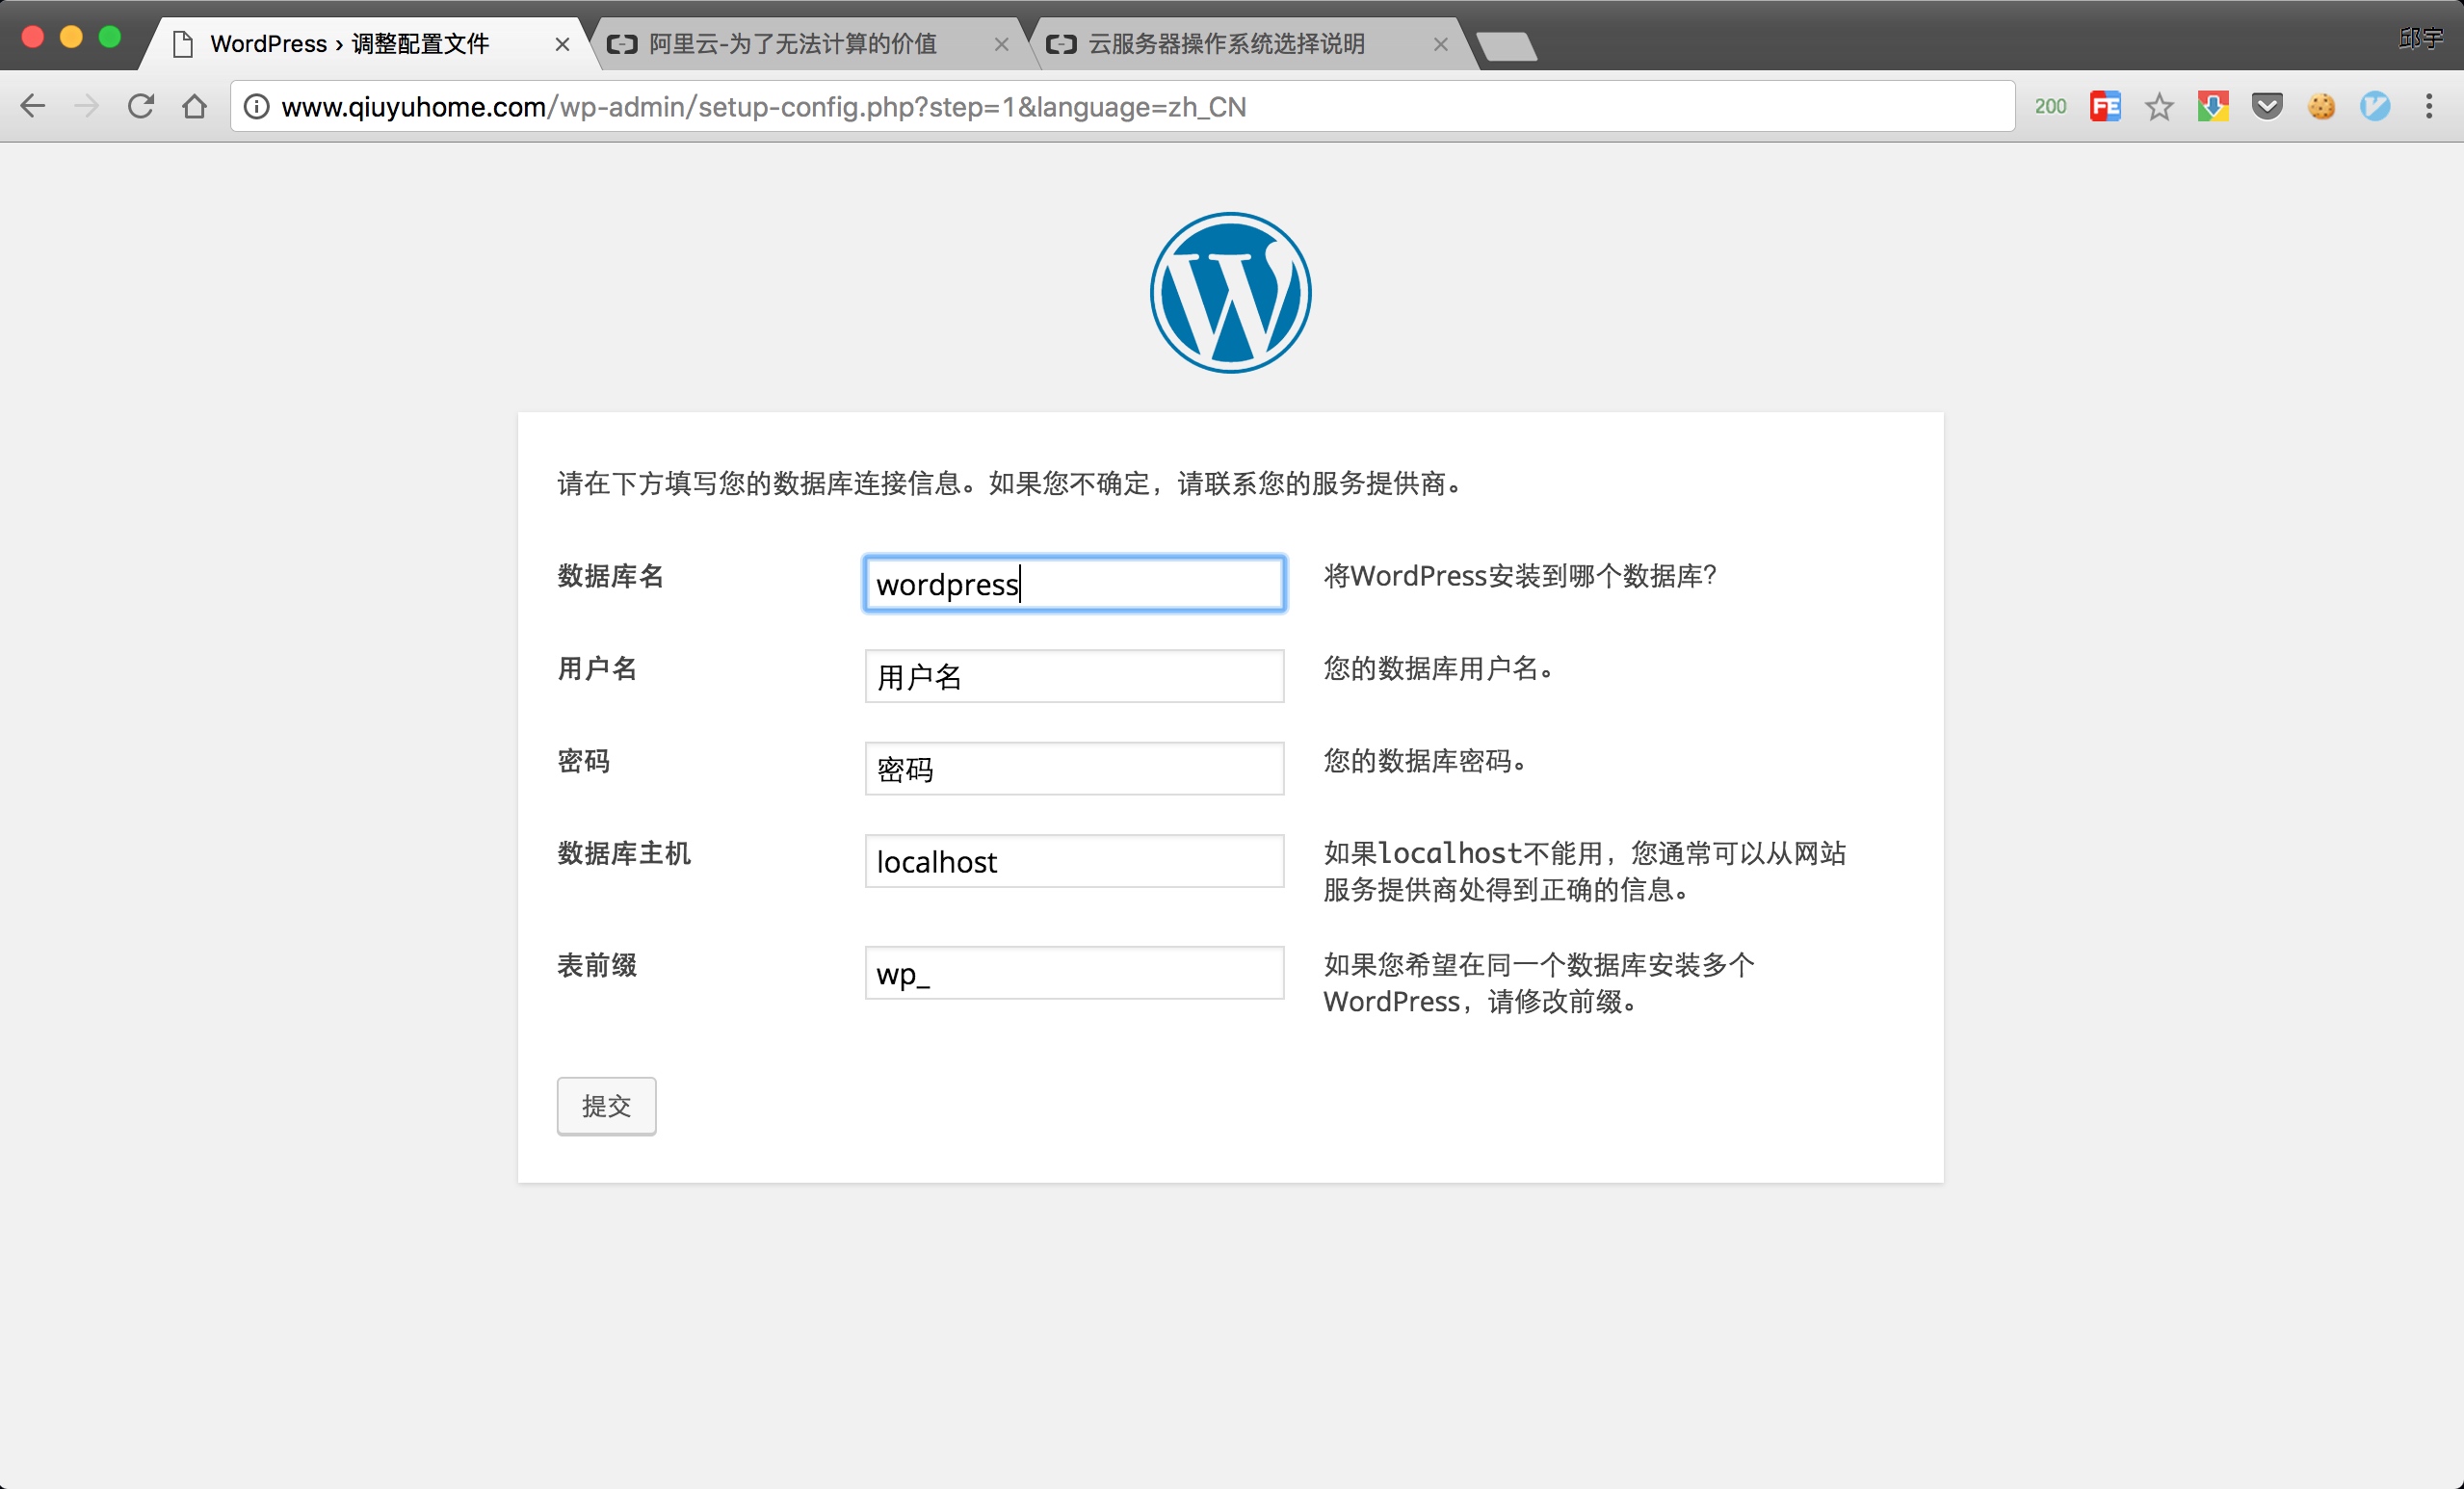 WordPress › 调整配置文件
阿里云-为了无法计算的价值
云服务器操作系统选择说明
邱宇
www.qiuyuhome.com/wp-admin/setup-config.php?step=1&language=zh_CN
200
FE
请在下方填写您的数据库连接信息。如果您不确定，请联系您的服务提供商。
数据库名
wordpress
将WordPress安装到哪个数据库？
用户名
用户名
您的数据库用户名。
密码
密码
您的数据库密码。
数据库主机
localhost
如果localhost不能用，您通常可以从网站
服务提供商处得到正确的信息。
表前缀
wp_
如果您希望在同一个数据库安装多个
WordPress，请修改前缀。
提交